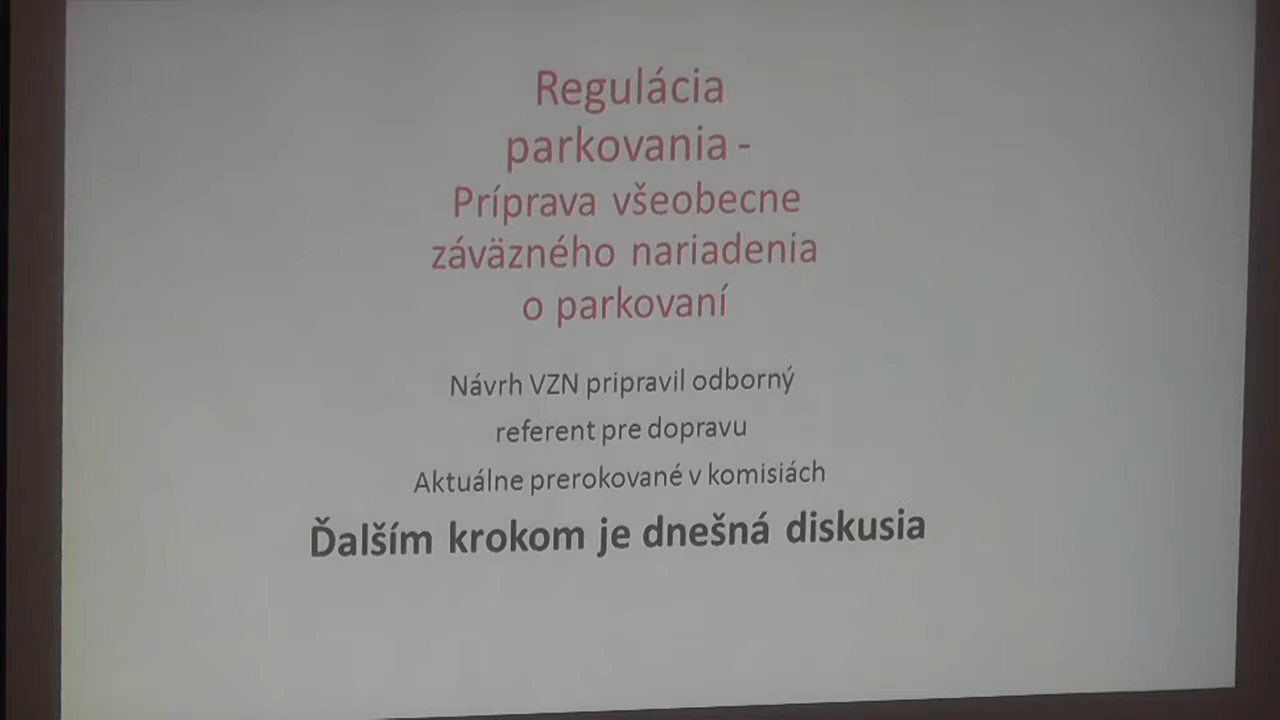 Regulácia
parkovania -
Príprava všeobecne
záväzného nariadenia
o parkovaní
Návrh VZN pripravil odborný
referent pre dopravu
Aktuálne prerokované v komisiách
Ďalším krokom je dnešná diskusia